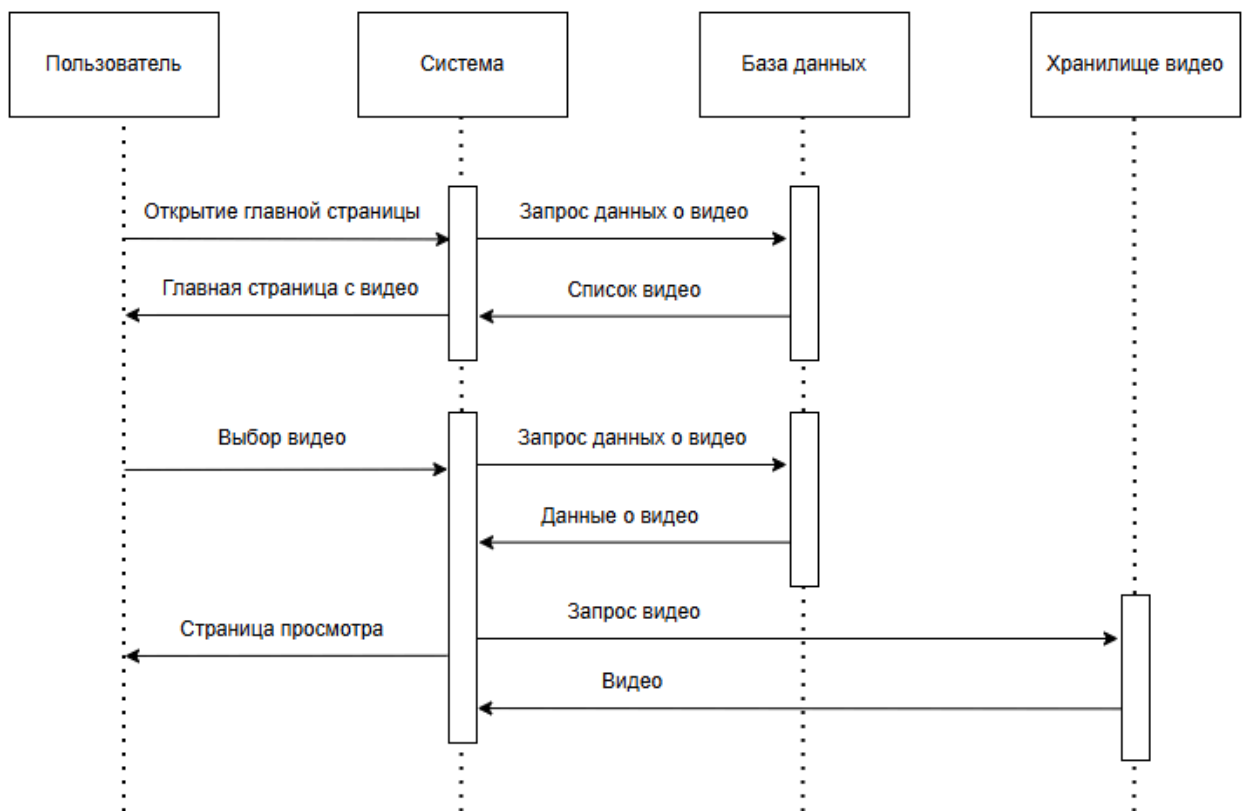 Пользователь
Система
База данных
Хранилище видео
Открытие главной страницы
Запрос данных о видео
Главная страница с видео
Список видео
Выбор видео
Запрос данных о видео
Данные о видео
Запрос видео
Страница просмотра
Видео